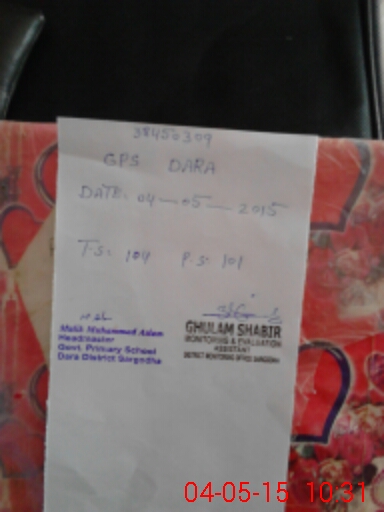 38450309
GPS DARA
DATE. 04-05-2015
T.S. 104 P.S. 101
Malik Muhammad Aslam
Headmaster
Govt. Primary School
Dara District Sargodha
GHULAM SHABIR
MONITORING & EVALUATION
ASSISTANT
DISTRICT MONITORING OFFICE SARGODHA
04-05-15 10:31